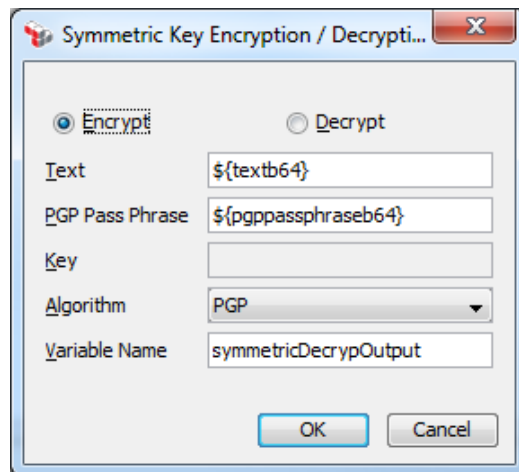 Symmetric Key Encryption / Decrypti...
Encrypt Decrypt
Text ${textb64}
PGP Pass Phrase ${pgppassphraseb64}
Key
Algorithm PGP
Variable Name symmetricDecrypOutput
OK Cancel